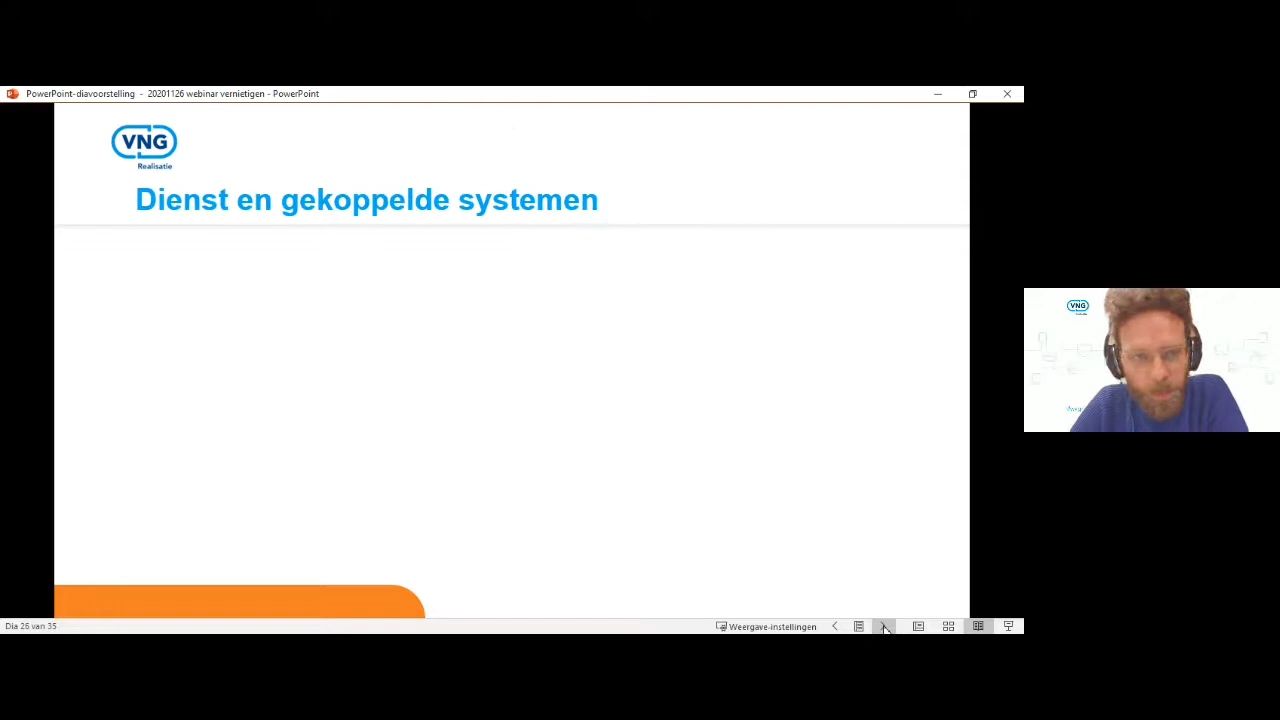 PowerPoint-diavoorstelling - 20201126 webinar vernietigen - PowerPoint
VNG
Realisatie
Dienst en gekoppelde systemen
VNG
Dia 26 van 35
Weergave-instellingen